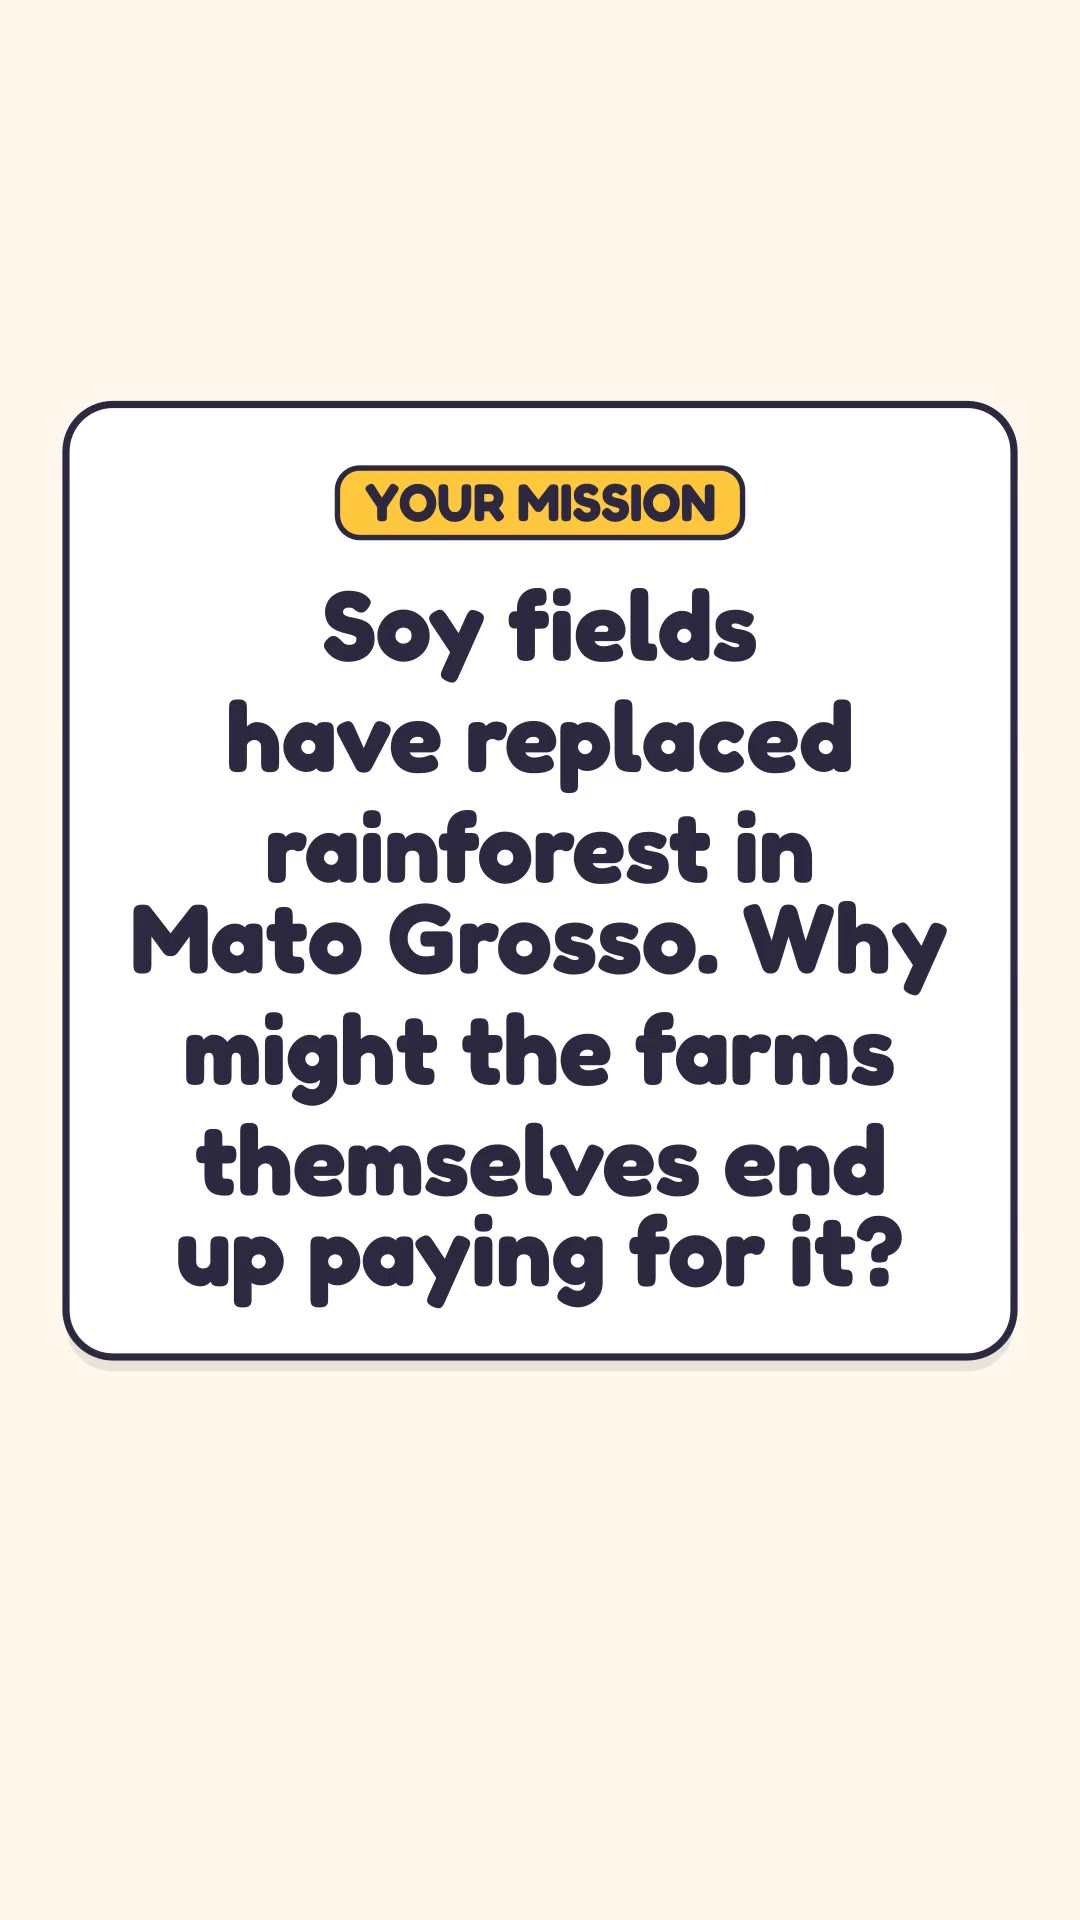 YOUR MISSION
Soy fields
have replaced
rainforest in
Mato Grosso. Why
might the farms
themselves end
up paying for it?